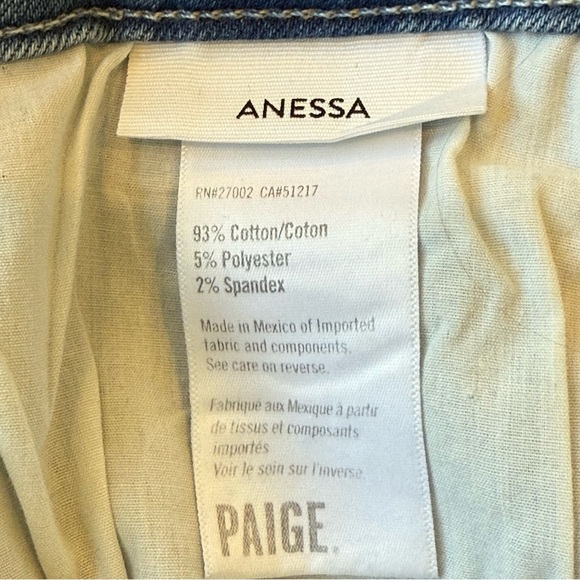 ANESSA
RN#27002 CA#51217
93% Cotton/Coton
5% Polyester
2% Spandex
Made in Mexico of Imported
fabric and components.
See care on reverse.
Fabriqué aux Mexique à partir
de tissus et composants
importés
Voir le soin sur l'inverse
PAIGE.